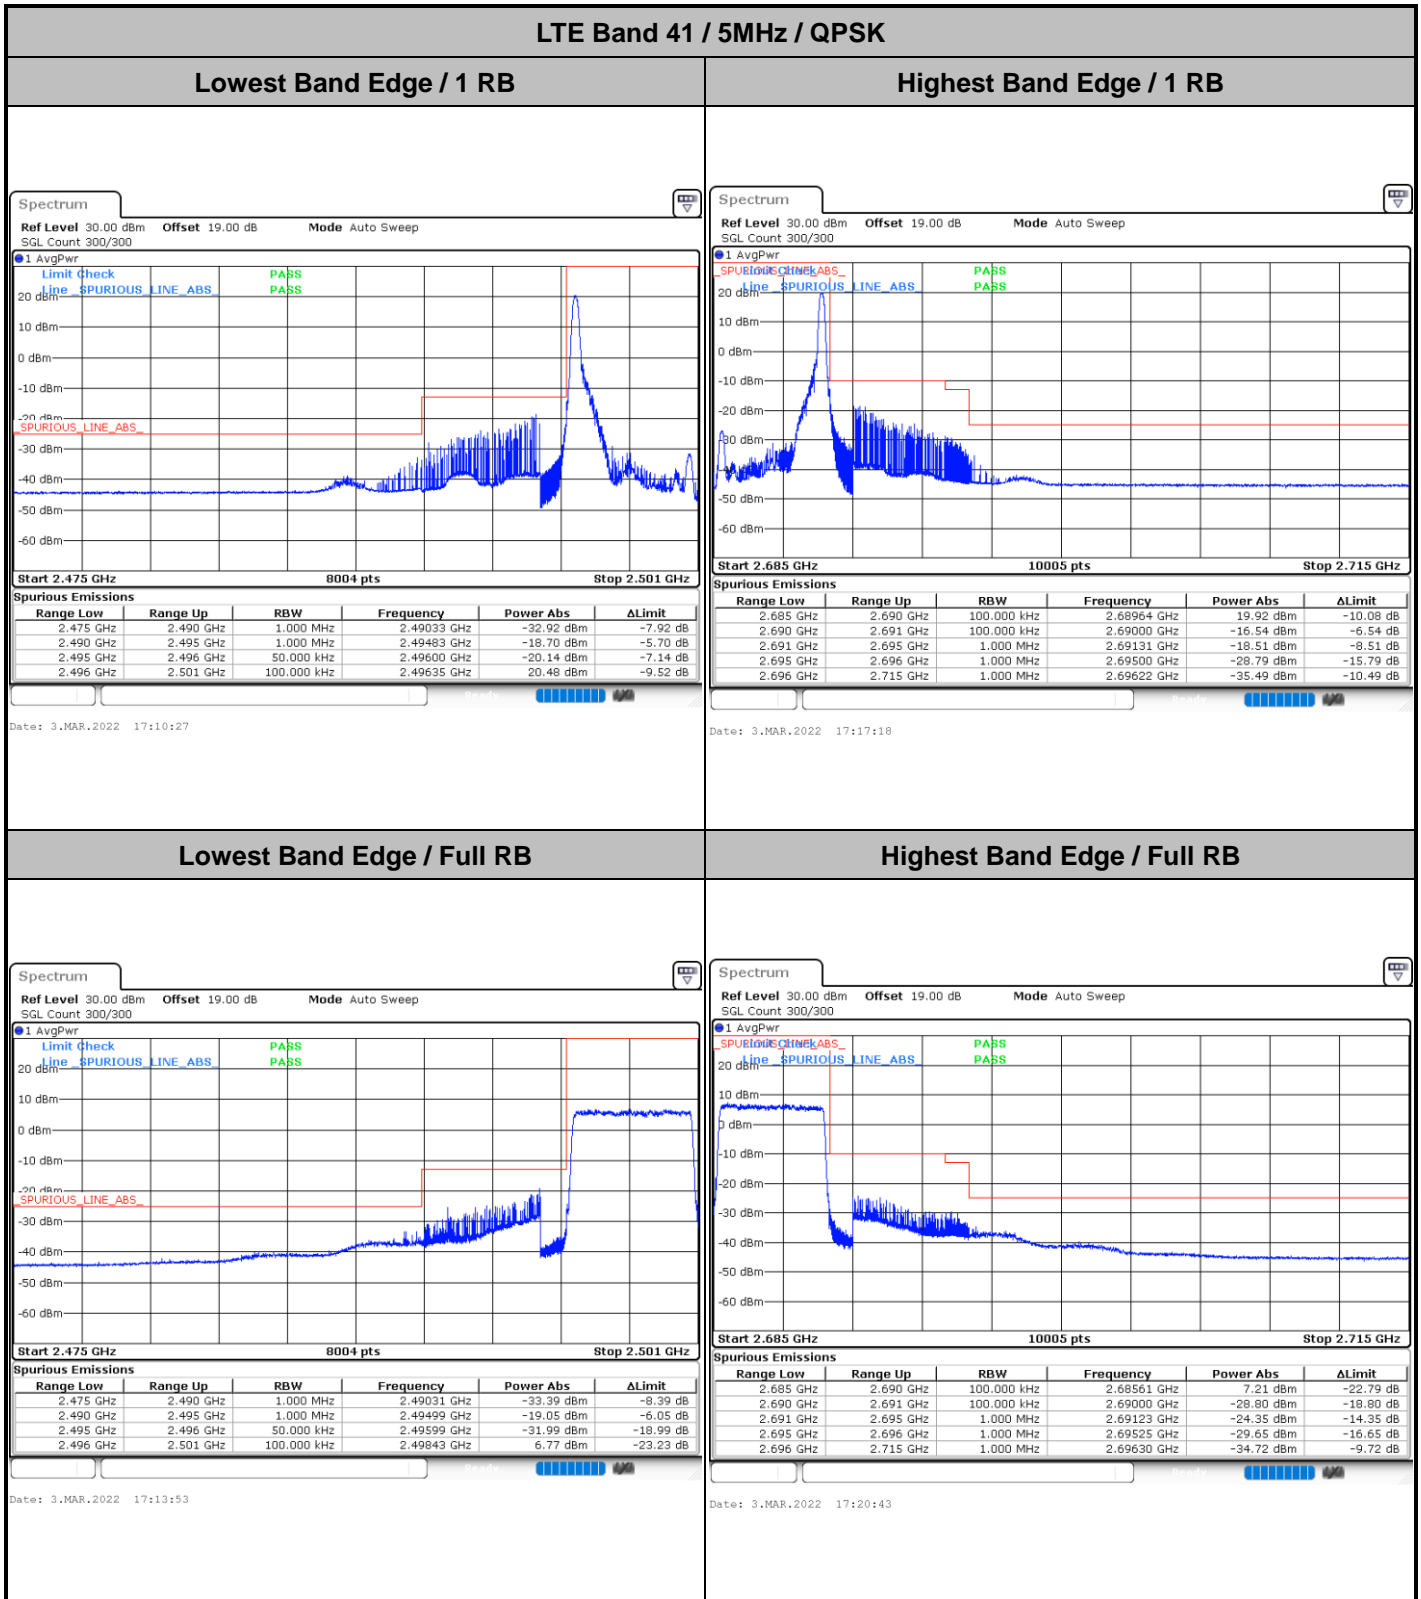 LTE Band 41 / 5MHz / QPSK
Lowest Band Edge / 1 RB
Highest Band Edge / 1 RB
Spectrum
Ref Level 30.00 dBm Offset 19.00 dB Mode Auto Sweep
SGL Count 300/300
1 AvgPwr
Limit Check PASS
Line _SPURIOUS_LINE_ABS_ PASS
20 dBm
10 dBm
0 dBm
-10 dBm
-20 dBm
_SPURIOUS_LINE_ABS_
-30 dBm
-40 dBm
-50 dBm
-60 dBm
Start 2.475 GHz 8004 pts Stop 2.501 GHz
Spurious Emissions
Range Low Range Up RBW Frequency Power Abs ΔLimit
2.475 GHz 2.490 GHz 1.000 MHz 2.49033 GHz -32.92 dBm -7.92 dB
2.490 GHz 2.495 GHz 1.000 MHz 2.49483 GHz -18.70 dBm -5.70 dB
2.495 GHz 2.496 GHz 50.000 kHz 2.49600 GHz -20.14 dBm -7.14 dB
2.496 GHz 2.501 GHz 100.000 kHz 2.49635 GHz 20.48 dBm -9.52 dB
Ready
Date: 3.MAR.2022 17:10:27
Spectrum
Ref Level 30.00 dBm Offset 19.00 dB Mode Auto Sweep
SGL Count 300/300
1 AvgPwr
_SPURIOUS_LINE_ABS_
Limit Check PASS
Line _SPURIOUS_LINE_ABS_ PASS
20 dBm
10 dBm
0 dBm
-10 dBm
-20 dBm
-30 dBm
-40 dBm
-50 dBm
-60 dBm
Start 2.685 GHz 10005 pts Stop 2.715 GHz
Spurious Emissions
Range Low Range Up RBW Frequency Power Abs ΔLimit
2.685 GHz 2.690 GHz 100.000 kHz 2.68964 GHz 19.92 dBm -10.08 dB
2.690 GHz 2.691 GHz 100.000 kHz 2.69000 GHz -16.54 dBm -6.54 dB
2.691 GHz 2.695 GHz 1.000 MHz 2.69131 GHz -18.51 dBm -8.51 dB
2.695 GHz 2.696 GHz 1.000 MHz 2.69500 GHz -28.79 dBm -15.79 dB
2.696 GHz 2.715 GHz 1.000 MHz 2.69622 GHz -35.49 dBm -10.49 dB
Ready
Date: 3.MAR.2022 17:17:18
Lowest Band Edge / Full RB
Highest Band Edge / Full RB
Spectrum
Ref Level 30.00 dBm Offset 19.00 dB Mode Auto Sweep
SGL Count 300/300
1 AvgPwr
Limit Check PASS
Line _SPURIOUS_LINE_ABS_ PASS
20 dBm
10 dBm
0 dBm
-10 dBm
-20 dBm
_SPURIOUS_LINE_ABS_
-30 dBm
-40 dBm
-50 dBm
-60 dBm
Start 2.475 GHz 8004 pts Stop 2.501 GHz
Spurious Emissions
Range Low Range Up RBW Frequency Power Abs ΔLimit
2.475 GHz 2.490 GHz 1.000 MHz 2.49031 GHz -33.39 dBm -8.39 dB
2.490 GHz 2.495 GHz 1.000 MHz 2.49499 GHz -19.05 dBm -6.05 dB
2.495 GHz 2.496 GHz 50.000 kHz 2.49599 GHz -31.99 dBm -18.99 dB
2.496 GHz 2.501 GHz 100.000 kHz 2.49843 GHz 6.77 dBm -23.23 dB
Ready
Date: 3.MAR.2022 17:13:53
Spectrum
Ref Level 30.00 dBm Offset 19.00 dB Mode Auto Sweep
SGL Count 300/300
1 AvgPwr
_SPURIOUS_LINE_ABS_
Limit Check PASS
Line _SPURIOUS_LINE_ABS_ PASS
20 dBm
10 dBm
0 dBm
-10 dBm
-20 dBm
-30 dBm
-40 dBm
-50 dBm
-60 dBm
Start 2.685 GHz 10005 pts Stop 2.715 GHz
Spurious Emissions
Range Low Range Up RBW Frequency Power Abs ΔLimit
2.685 GHz 2.690 GHz 100.000 kHz 2.68561 GHz 7.21 dBm -22.79 dB
2.690 GHz 2.691 GHz 100.000 kHz 2.69000 GHz -28.80 dBm -18.80 dB
2.691 GHz 2.695 GHz 1.000 MHz 2.69123 GHz -24.35 dBm -14.35 dB
2.695 GHz 2.696 GHz 1.000 MHz 2.69525 GHz -29.65 dBm -16.65 dB
2.696 GHz 2.715 GHz 1.000 MHz 2.69630 GHz -34.72 dBm -9.72 dB
Ready
Date: 3.MAR.2022 17:20:43